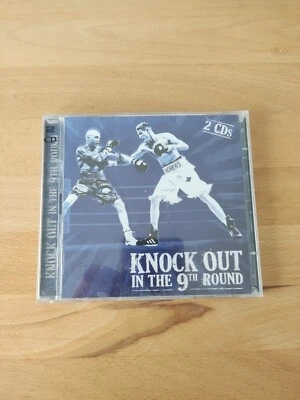 2 CDs
KNOCK OUT
IN THE 9TH ROUND
KNOCK OUT IN THE 9TH ROUND